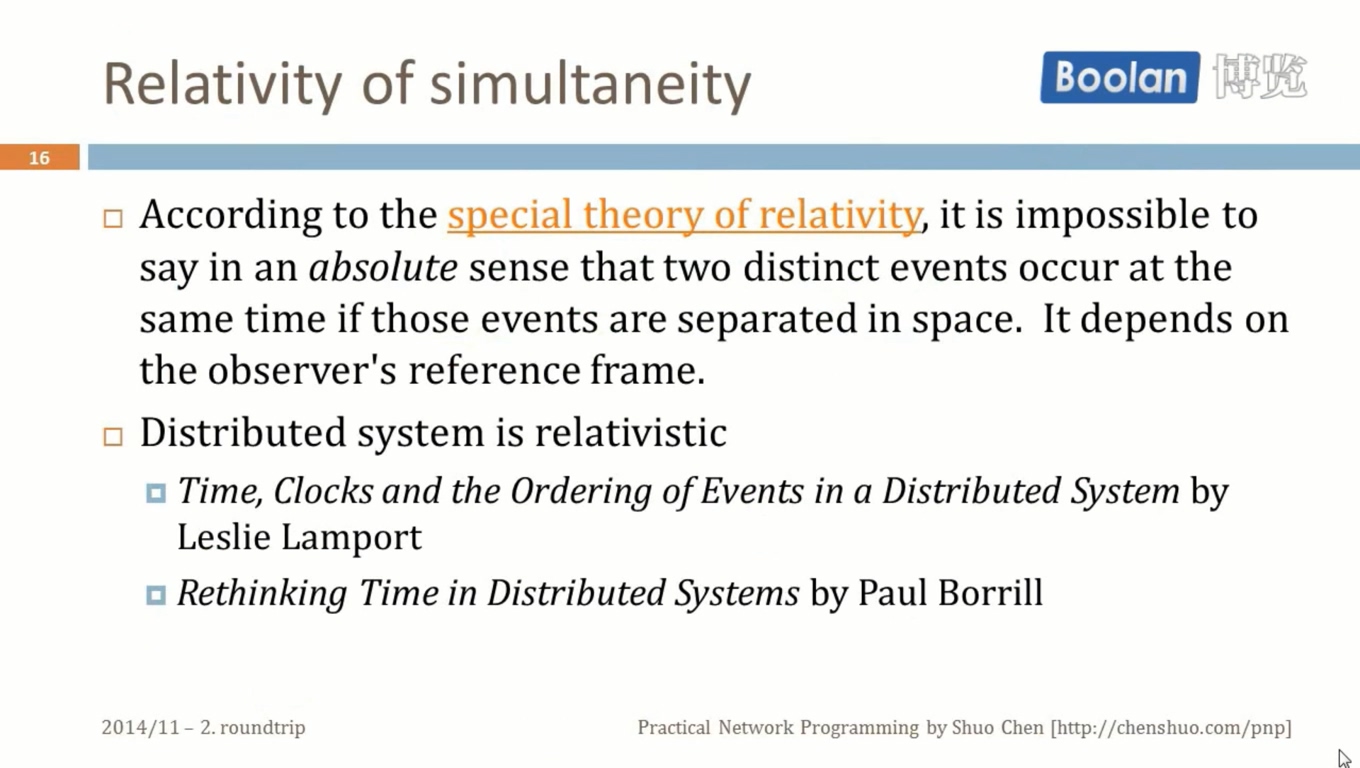 Relativity of simultaneity
Boolan 博览
16
According to the special theory of relativity, it is impossible to
say in an absolute sense that two distinct events occur at the
same time if those events are separated in space.  It depends on
the observer's reference frame.
Distributed system is relativistic
Time, Clocks and the Ordering of Events in a Distributed System by
Leslie Lamport
Rethinking Time in Distributed Systems by Paul Borrill
2014/11 – 2. roundtrip
Practical Network Programming by Shuo Chen [http://chenshuo.com/pnp]